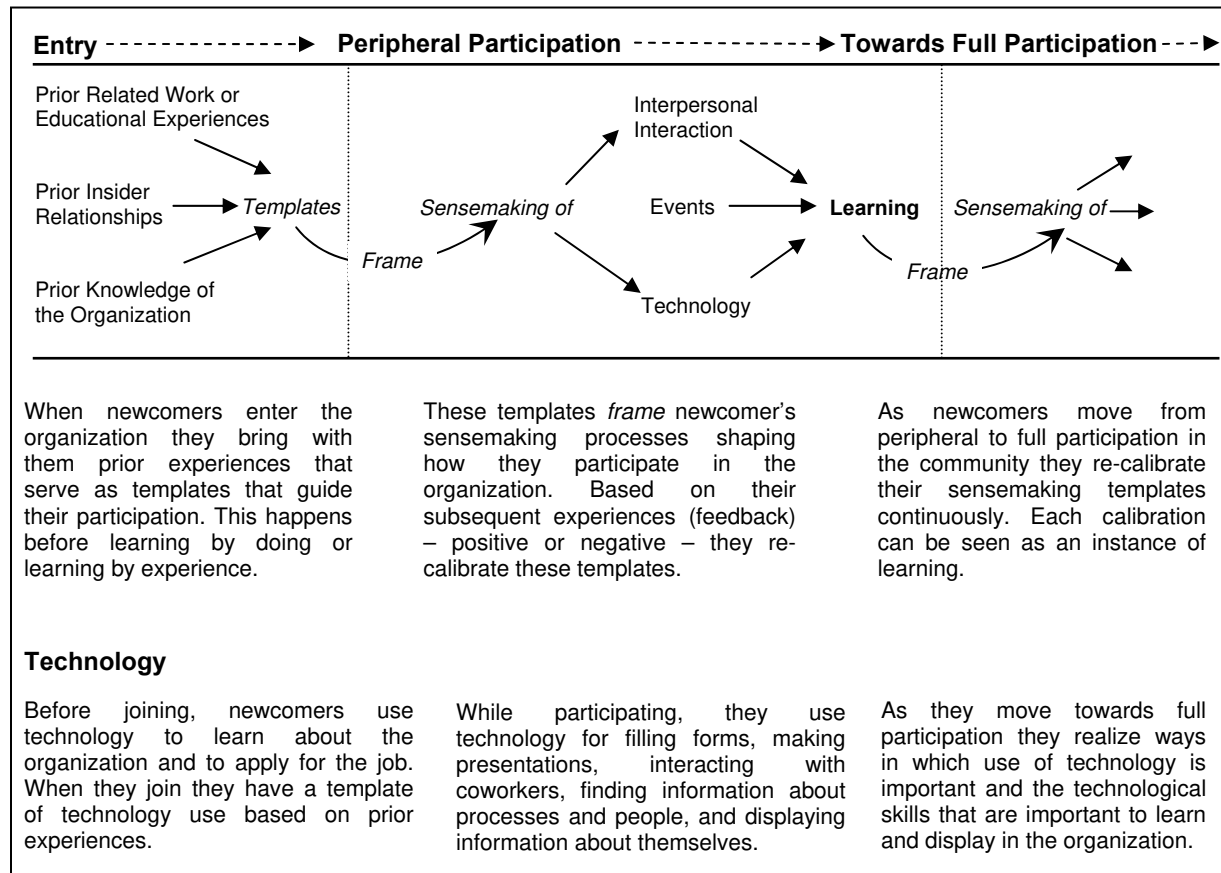 Entry
Peripheral Participation
Towards Full Participation
Prior Related Work or
Educational Experiences
Prior Insider
Relationships
Prior Knowledge of
the Organization
Templates
Frame
Sensemaking of
Interpersonal
Interaction
Events
Technology
Learning
Frame
Sensemaking of
When newcomers enter the
organization they bring with
them prior experiences that
serve as templates that guide
their participation. This happens
before learning by doing or
learning by experience.
These templates frame newcomer's
sensemaking processes shaping
how they participate in the
organization. Based on their
subsequent experiences (feedback)
– positive or negative – they re-
calibrate these templates.
As newcomers move from
peripheral to full participation in
the community they re-calibrate
their sensemaking templates
continuously. Each calibration
can be seen as an instance of
learning.
Technology
Before joining, newcomers use
technology to learn about the
organization and to apply for the job.
When they join they have a template
of technology use based on prior
experiences.
While participating, they use
technology for filling forms, making
presentations, interacting with
coworkers, finding information about
processes and people, and displaying
information about themselves.
As they move towards full
participation they realize ways
in which use of technology is
important and the technological
skills that are important to learn
and display in the organization.